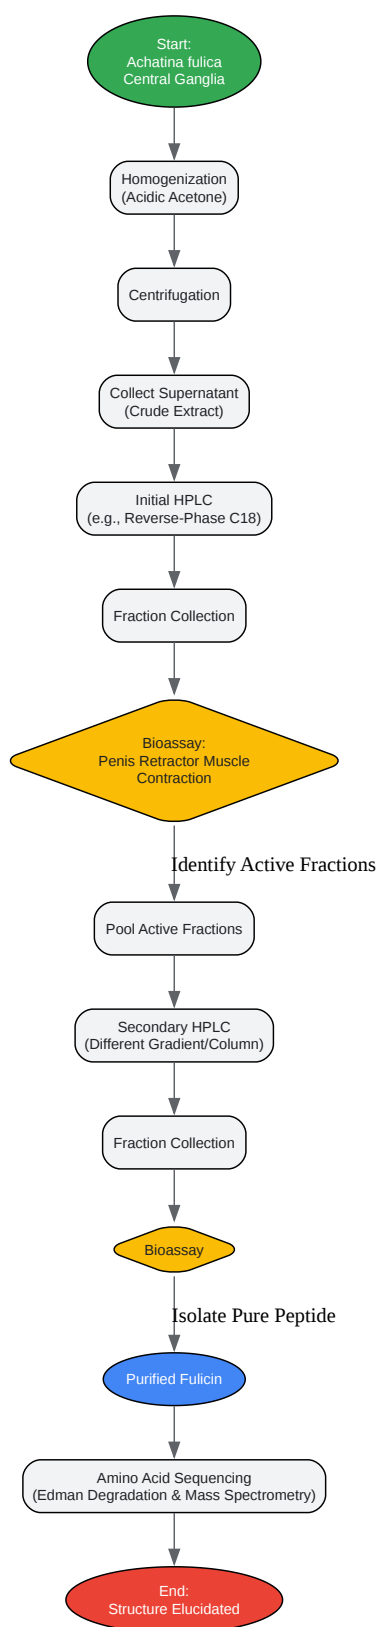 Start:
Achatina fulica
Central Ganglia
Homogenization
(Acidic Acetone)
Centrifugation
Collect Supernatant
(Crude Extract)
Initial HPLC
(e.g., Reverse-Phase C18)
Fraction Collection
Bioassay:
Penis Retractor Muscle
Contraction
Identify Active Fractions
Pool Active Fractions
Secondary HPLC
(Different Gradient/Column)
Fraction Collection
Bioassay
Isolate Pure Peptide
Purified Fulicin
Amino Acid Sequencing
(Edman Degradation & Mass Spectrometry)
End:
Structure Elucidated